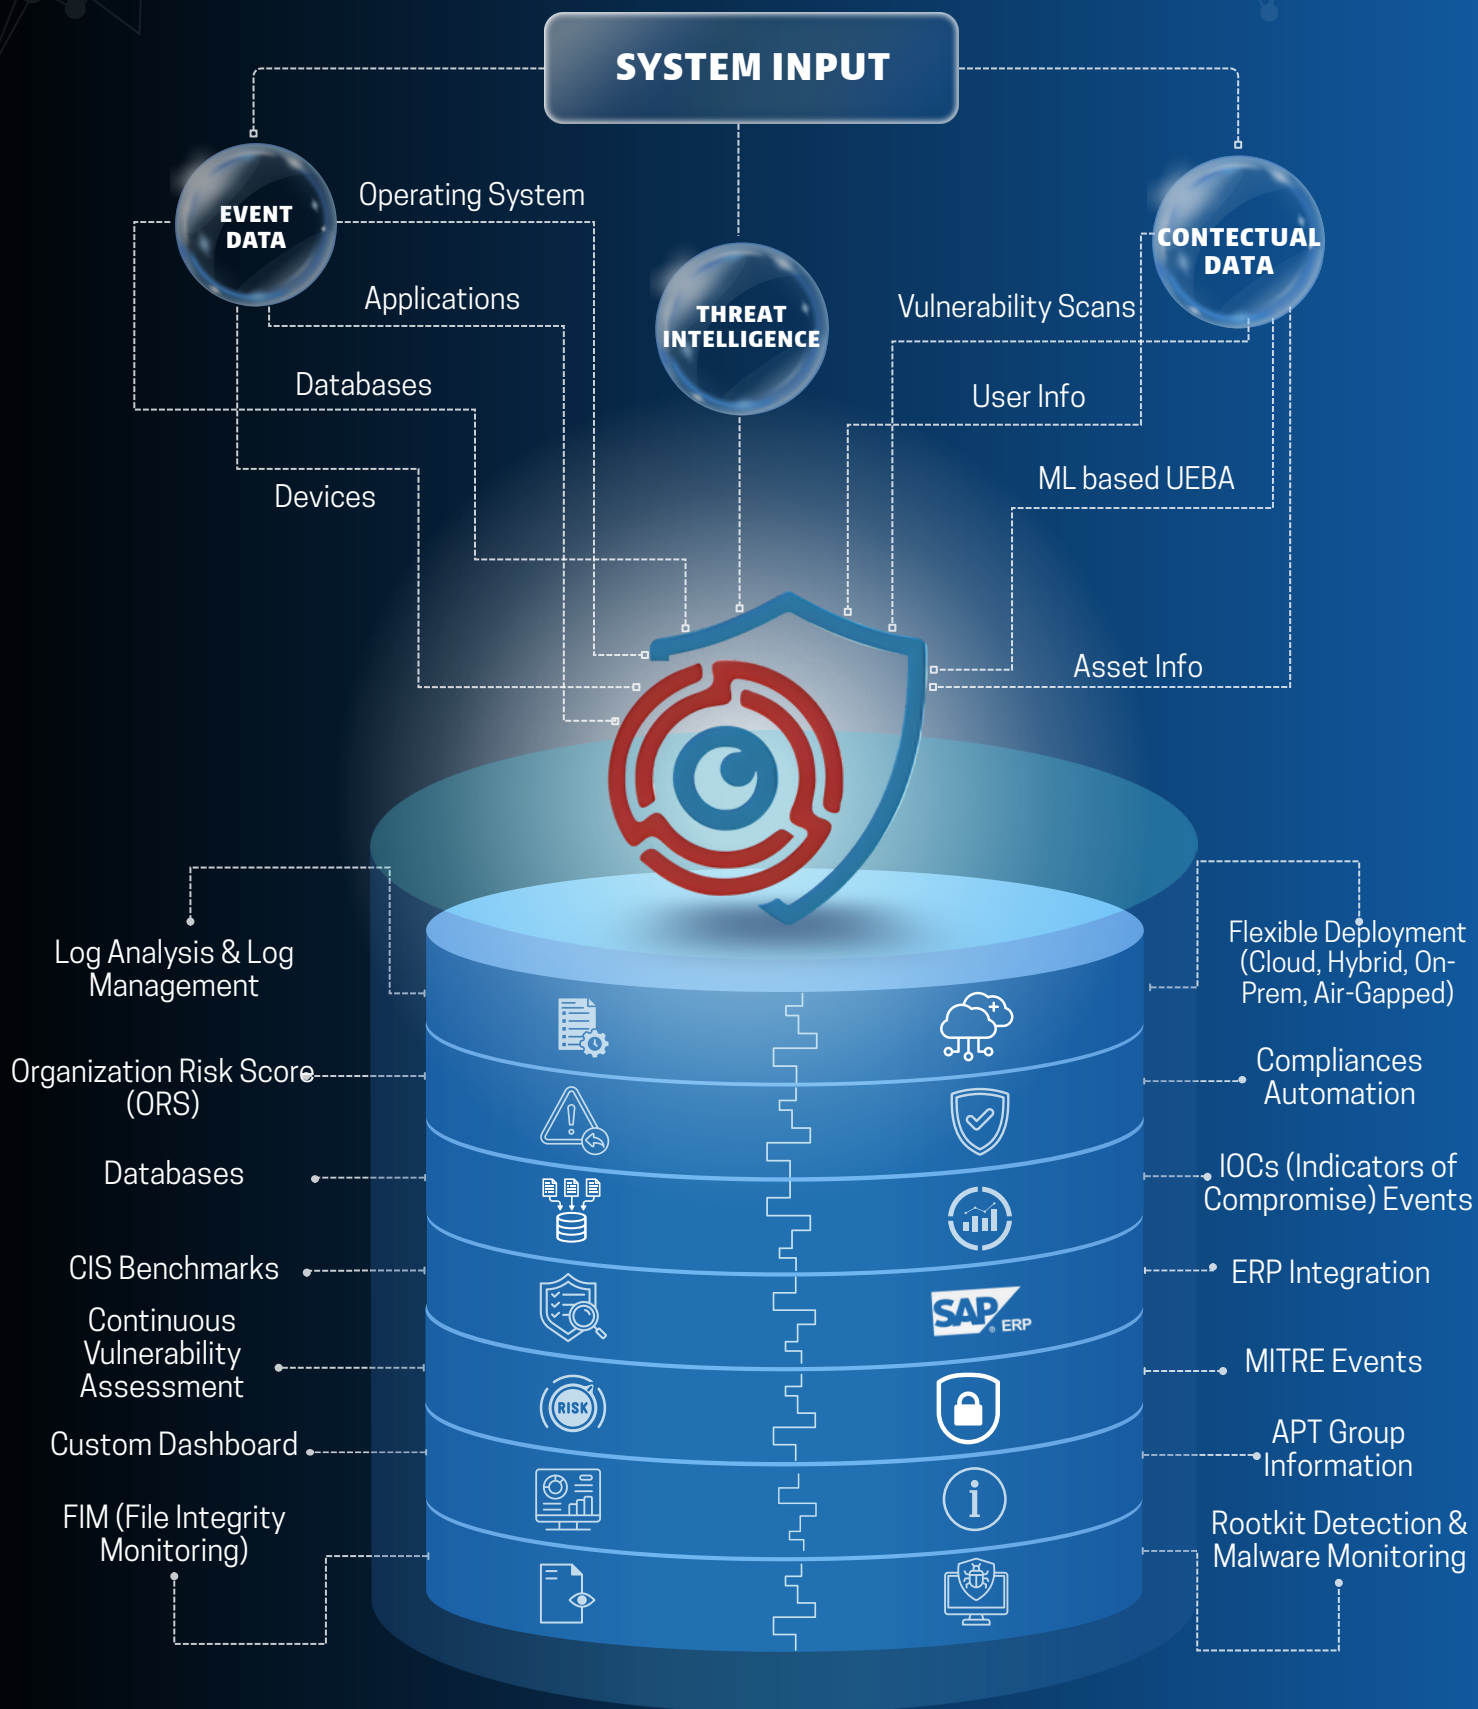 SYSTEM INPUT
EVENT
DATA
Operating System
Applications
Databases
Devices
THREAT
INTELLIGENCE
CONTECTUAL
DATA
Vulnerability Scans
User Info
ML based UEBA
Asset Info
Log Analysis & Log
Management
Organization Risk Score
(ORS)
Databases
CIS Benchmarks
Continuous
Vulnerability
Assessment
Custom Dashboard
FIM (File Integrity
Monitoring)
RISK
SAP
® ERP
i
Flexible Deployment
(Cloud, Hybrid, On-
Prem, Air-Gapped)
Compliances
Automation
IOCs (Indicators of
Compromise) Events
ERP Integration
MITRE Events
APT Group
Information
Rootkit Detection &
Malware Monitoring